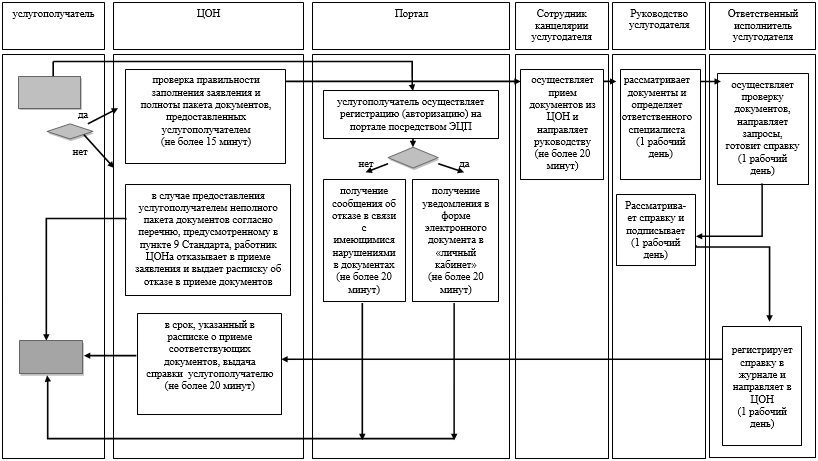 услугополучатель
ЦОН
Портал
Сотрудник
канцелярии
услугодателя
Руководство
услугодателя
Ответственный
исполнитель
услугодателя
да
нет
проверка правильности
заполнения заявления и
полноты пакета документов,
предоставленных
услугополучателем
(не более 15 минут)
в случае предоставления
услугополучателем неполного
пакета документов согласно
перечню, предусмотренному в
пункте 9 Стандарта, работник
ЦОНа отказывает в приеме
заявления и выдает расписку об
отказе в приеме документов
в срок, указанный в
расписке о приеме
соответствующих
документов, выдача
справки услугополучателю
(не более 20 минут)
услугополучатель осуществляет
регистрацию (авторизацию) на
портале посредством ЭЦП
нет
да
получение
сообщения об
отказе в связи
с
имеющимися
нарушениями
в документах
(не более 20
минут)
получение
уведомления в
форме
электронного
документа в
«личный
кабинет»
(не более 20
минут)
осуществляет
прием
документов из
ЦОН и
направляет
руководству
(не более 20
минут)
рассматривает
документы и
определяет
ответственного
специалиста
(1 рабочий
день)
Рассматрива-
ет справку и
подписывает
(1 рабочий
день)
осуществляет
проверку
документов,
направляет
запросы,
готовит справку
(1 рабочий
день)
регистрирует
справку в
журнале и
направляет в
ЦОН
(1 рабочий
день)